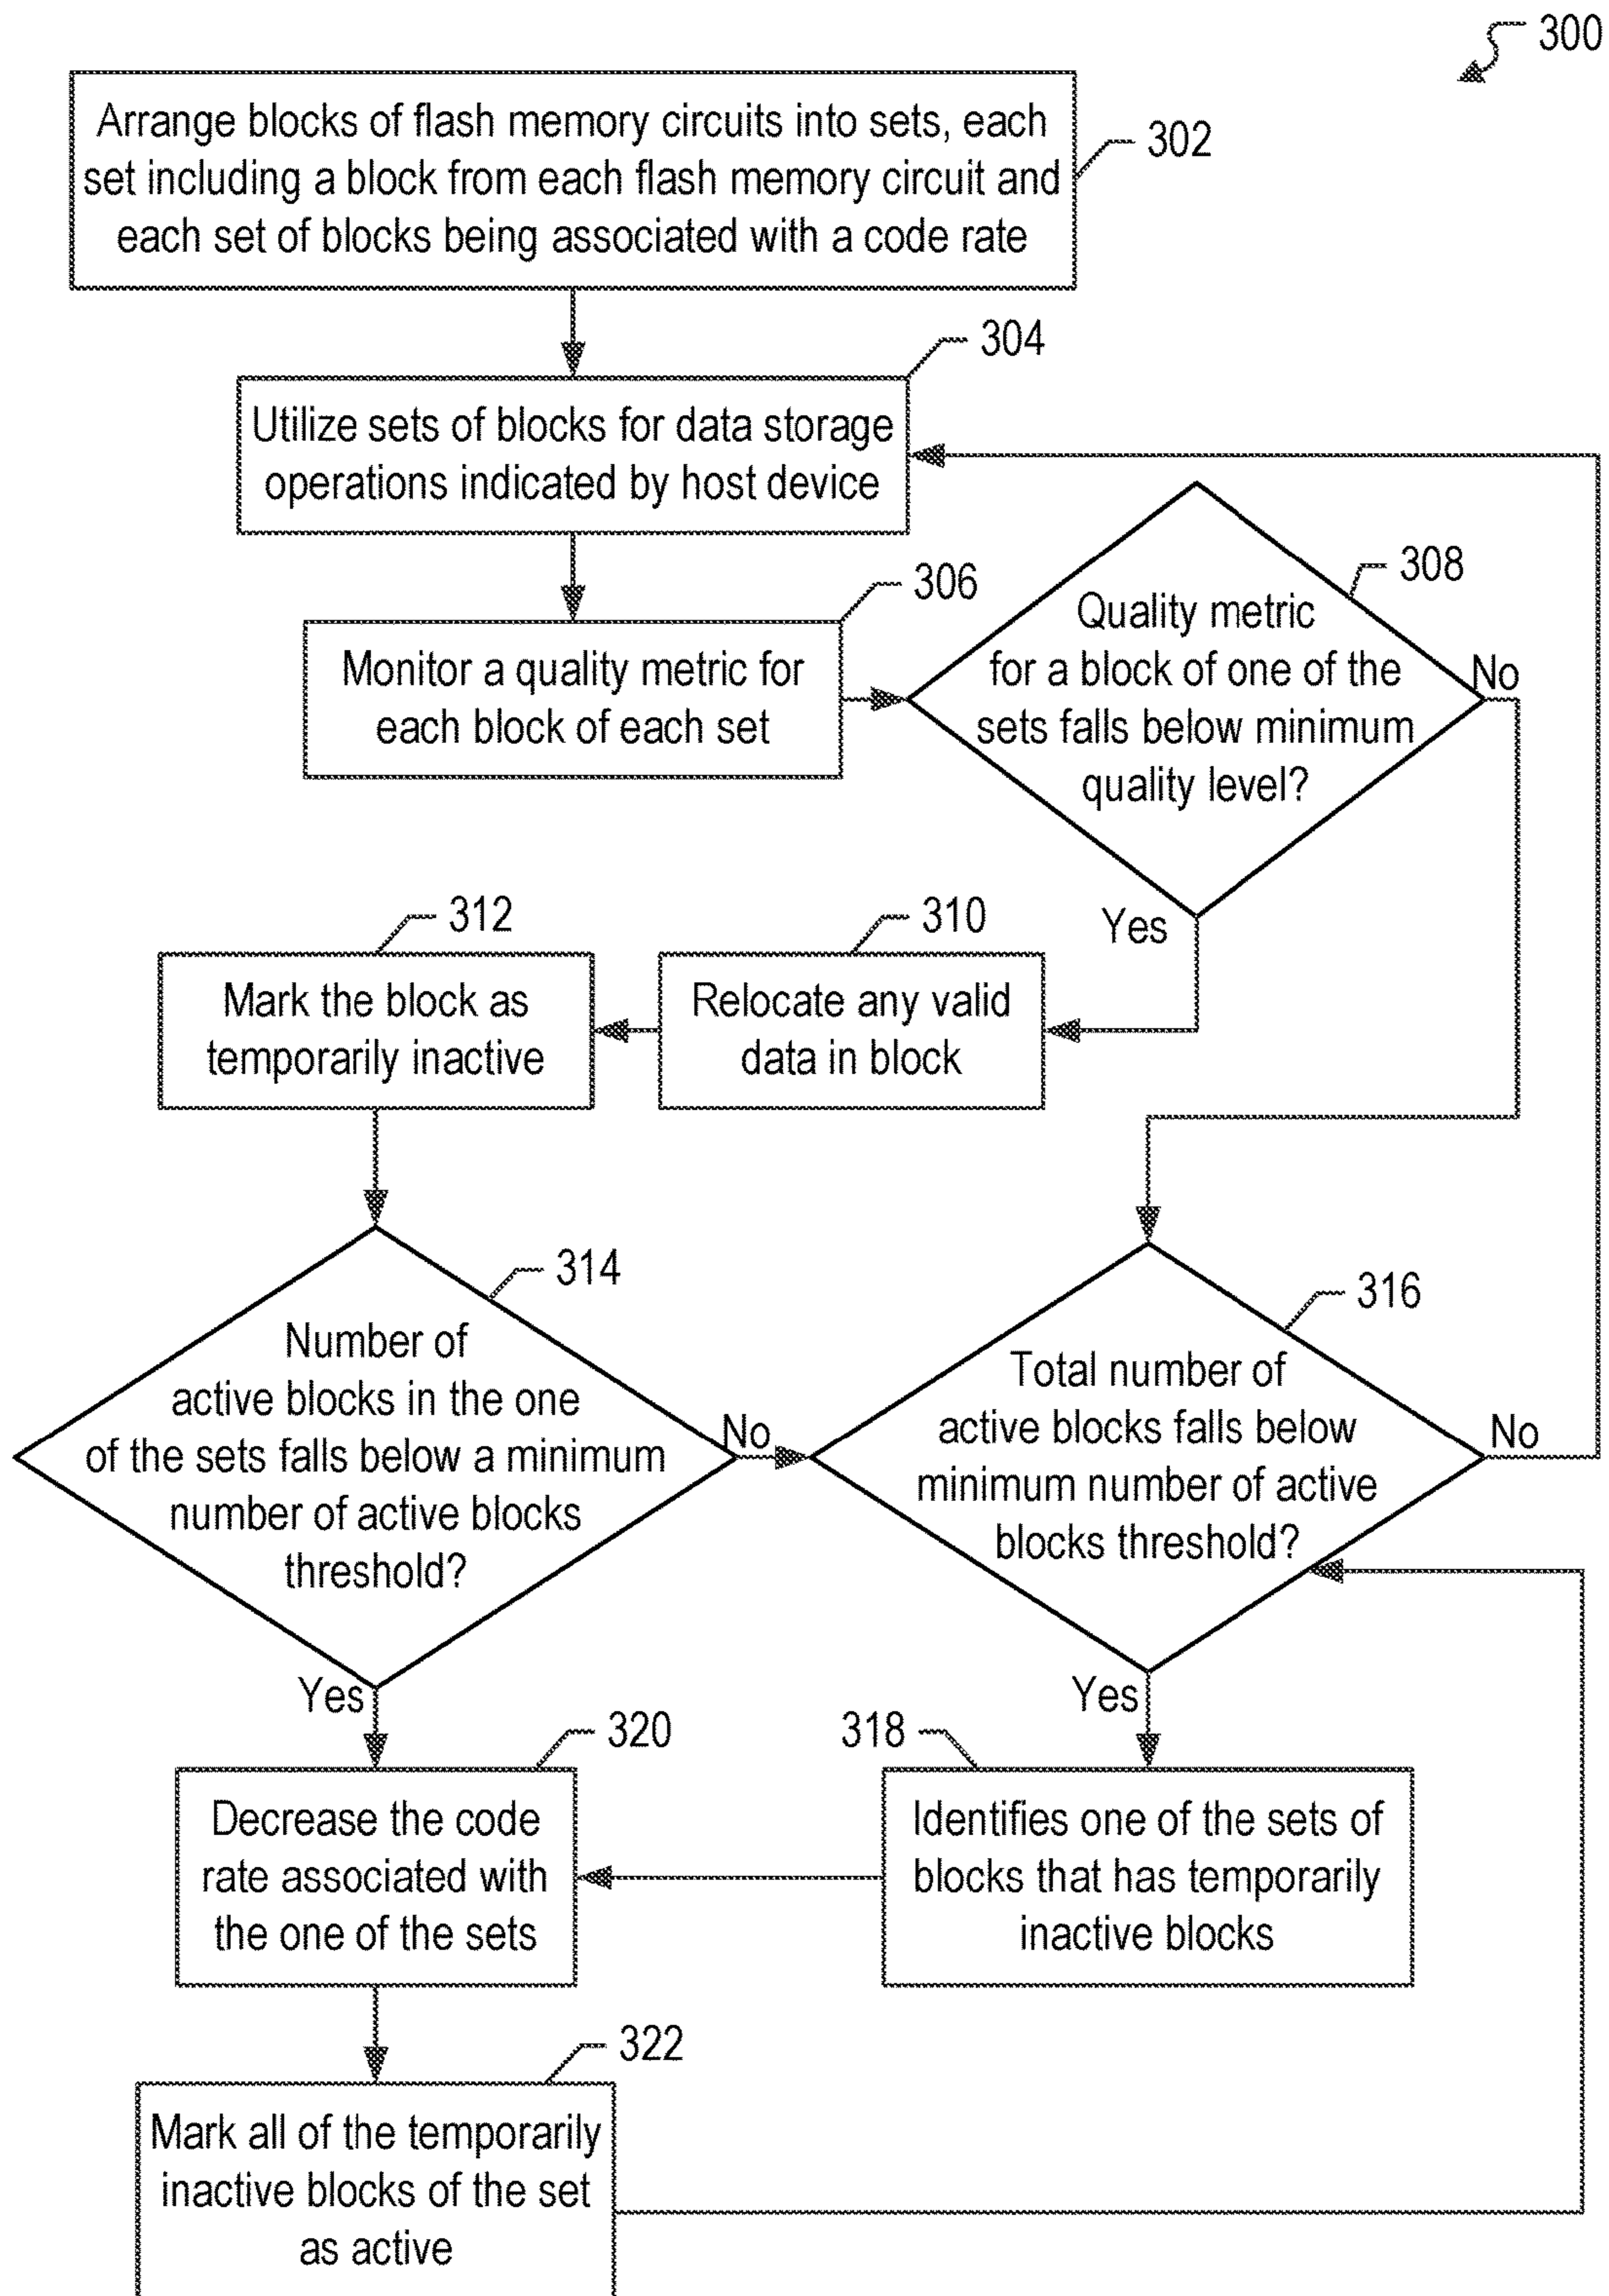 300
Arrange blocks of flash memory circuits into sets, each
set including a block from each flash memory circuit and
each set of blocks being associated with a code rate
302
304
Utilize sets of blocks for data storage
operations indicated by host device
306
Monitor a quality metric for
each block of each set
308
Quality metric
for a block of one of the
sets falls below minimum
quality level?
No
Yes
310
Relocate any valid
data in block
312
Mark the block as
temporarily inactive
314
Number of
active blocks in the one
of the sets falls below a minimum
number of active blocks
threshold?
No
Yes
316
Total number of
active blocks falls below
minimum number of active
blocks threshold?
No
Yes
318
Identifies one of the sets of
blocks that has temporarily
inactive blocks
320
Decrease the code
rate associated with
the one of the sets
322
Mark all of the temporarily
inactive blocks of the set
as active